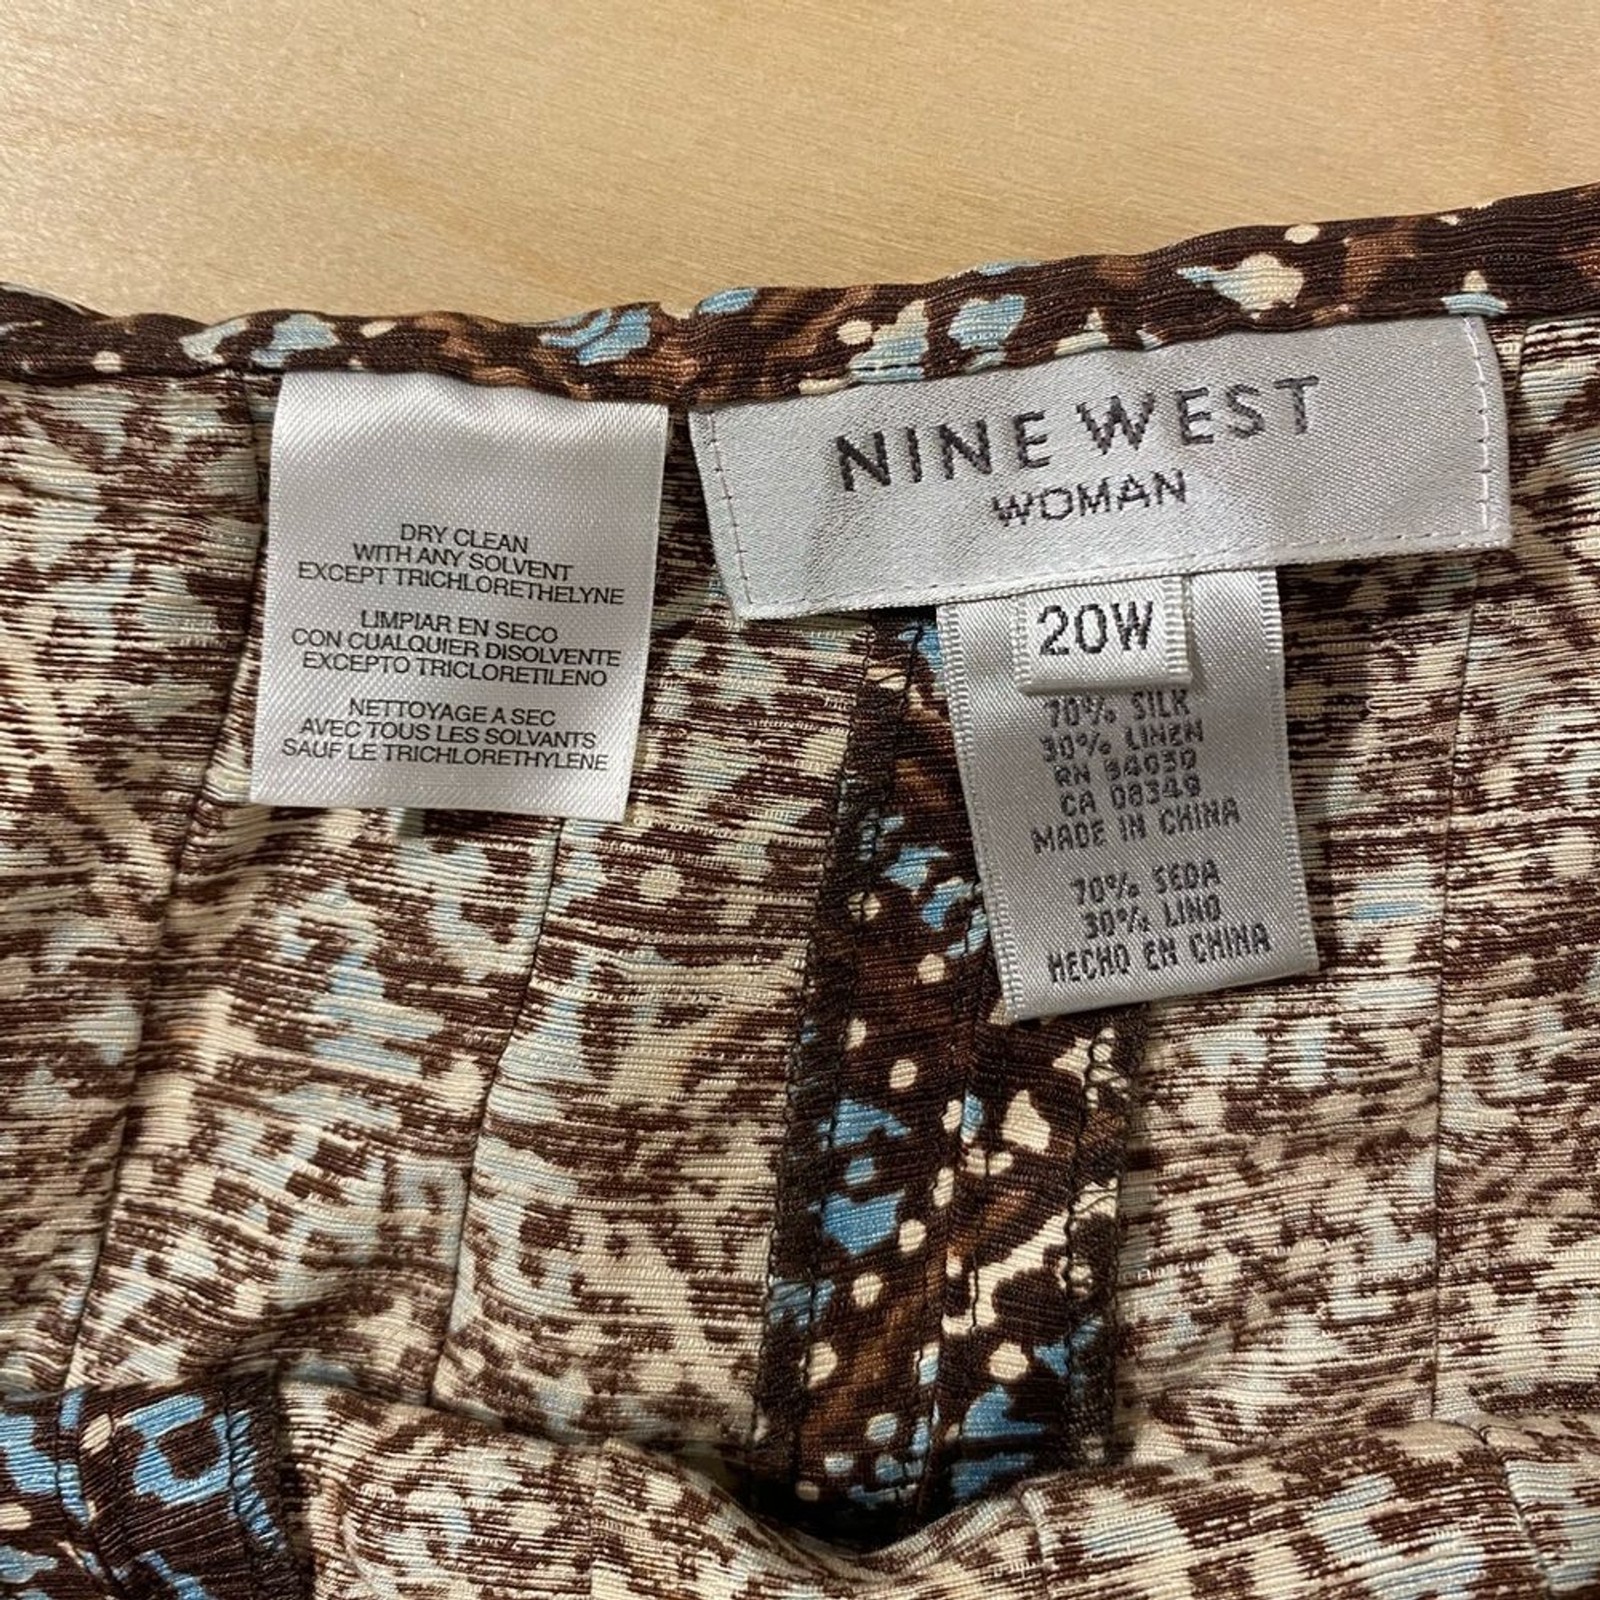 DRY CLEAN
WITH ANY SOLVENT
EXCEPT TRICHLORETHELYNE
LIMPIAR EN SECO
CON CUALQUIER DISOLVENTE
EXCEPTO TRICLORETILENO
NETTOYAGE A SEC
AVEC TOUS LES SOLVANTS
SAUF LE TRICHLORETHYLENE
NINE WEST
WOMAN
20W
70% SILK
30% LINEN
RN 94030
CA 08349
MADE IN CHINA
70% SEDA
30% LINO
HECHO EN CHINA